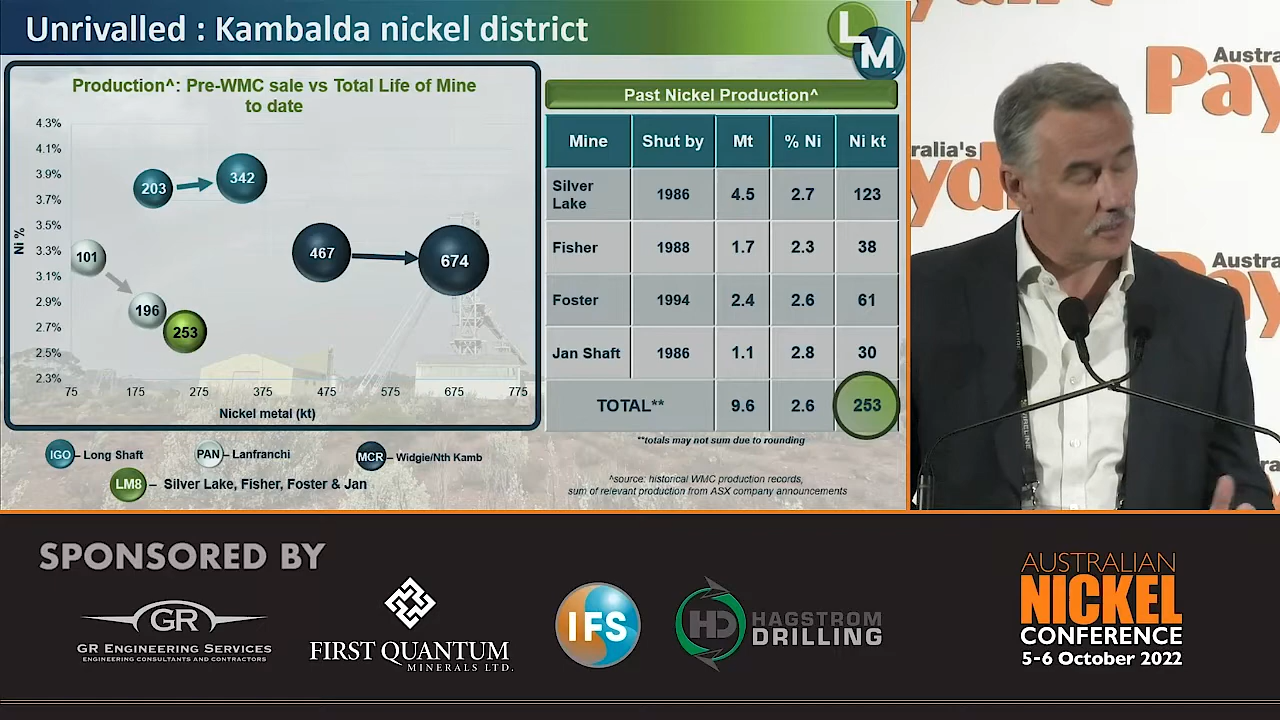 Unrivalled : Kambalda nickel district
LM
Production^: Pre-WMC sale vs Total Life of Mine
to date
4.3%
4.1%
3.9%
3.7%
3.5%
3.3%
3.1%
2.9%
2.7%
2.5%
2.3%
Ni %
203
342
467
674
101
196
253
75
175
275
375
475
575
675
775
Nickel metal (kt)
IGO – Long Shaft
PAN – Lanfranchi
MCR – Widgie/Nth Kamb
LM8 – Silver Lake, Fisher, Foster & Jan
Past Nickel Production^
Mine Shut by Mt % Ni Ni kt
Silver
Lake 1986 4.5 2.7 123
Fisher 1988 1.7 2.3 38
Foster 1994 2.4 2.6 61
Jan Shaft 1986 1.1 2.8 30
TOTAL** 9.6 2.6 253
**totals may not sum due to rounding
^source: historical WMC production records,
sum of relevant production from ASX company announcements
Austra
Pay
ralia's
yd
Austra
Pay
SPONSORED BY
GR
GR ENGINEERING SERVICES
ENGINEERING CONSULTANTS AND CONTRACTORS
FIRST QUANTUM
MINERALS LTD.
IFS
HD
HAGSTROM
DRILLING
AUSTRALIAN
NICKEL
CONFERENCE
5-6 October 2022